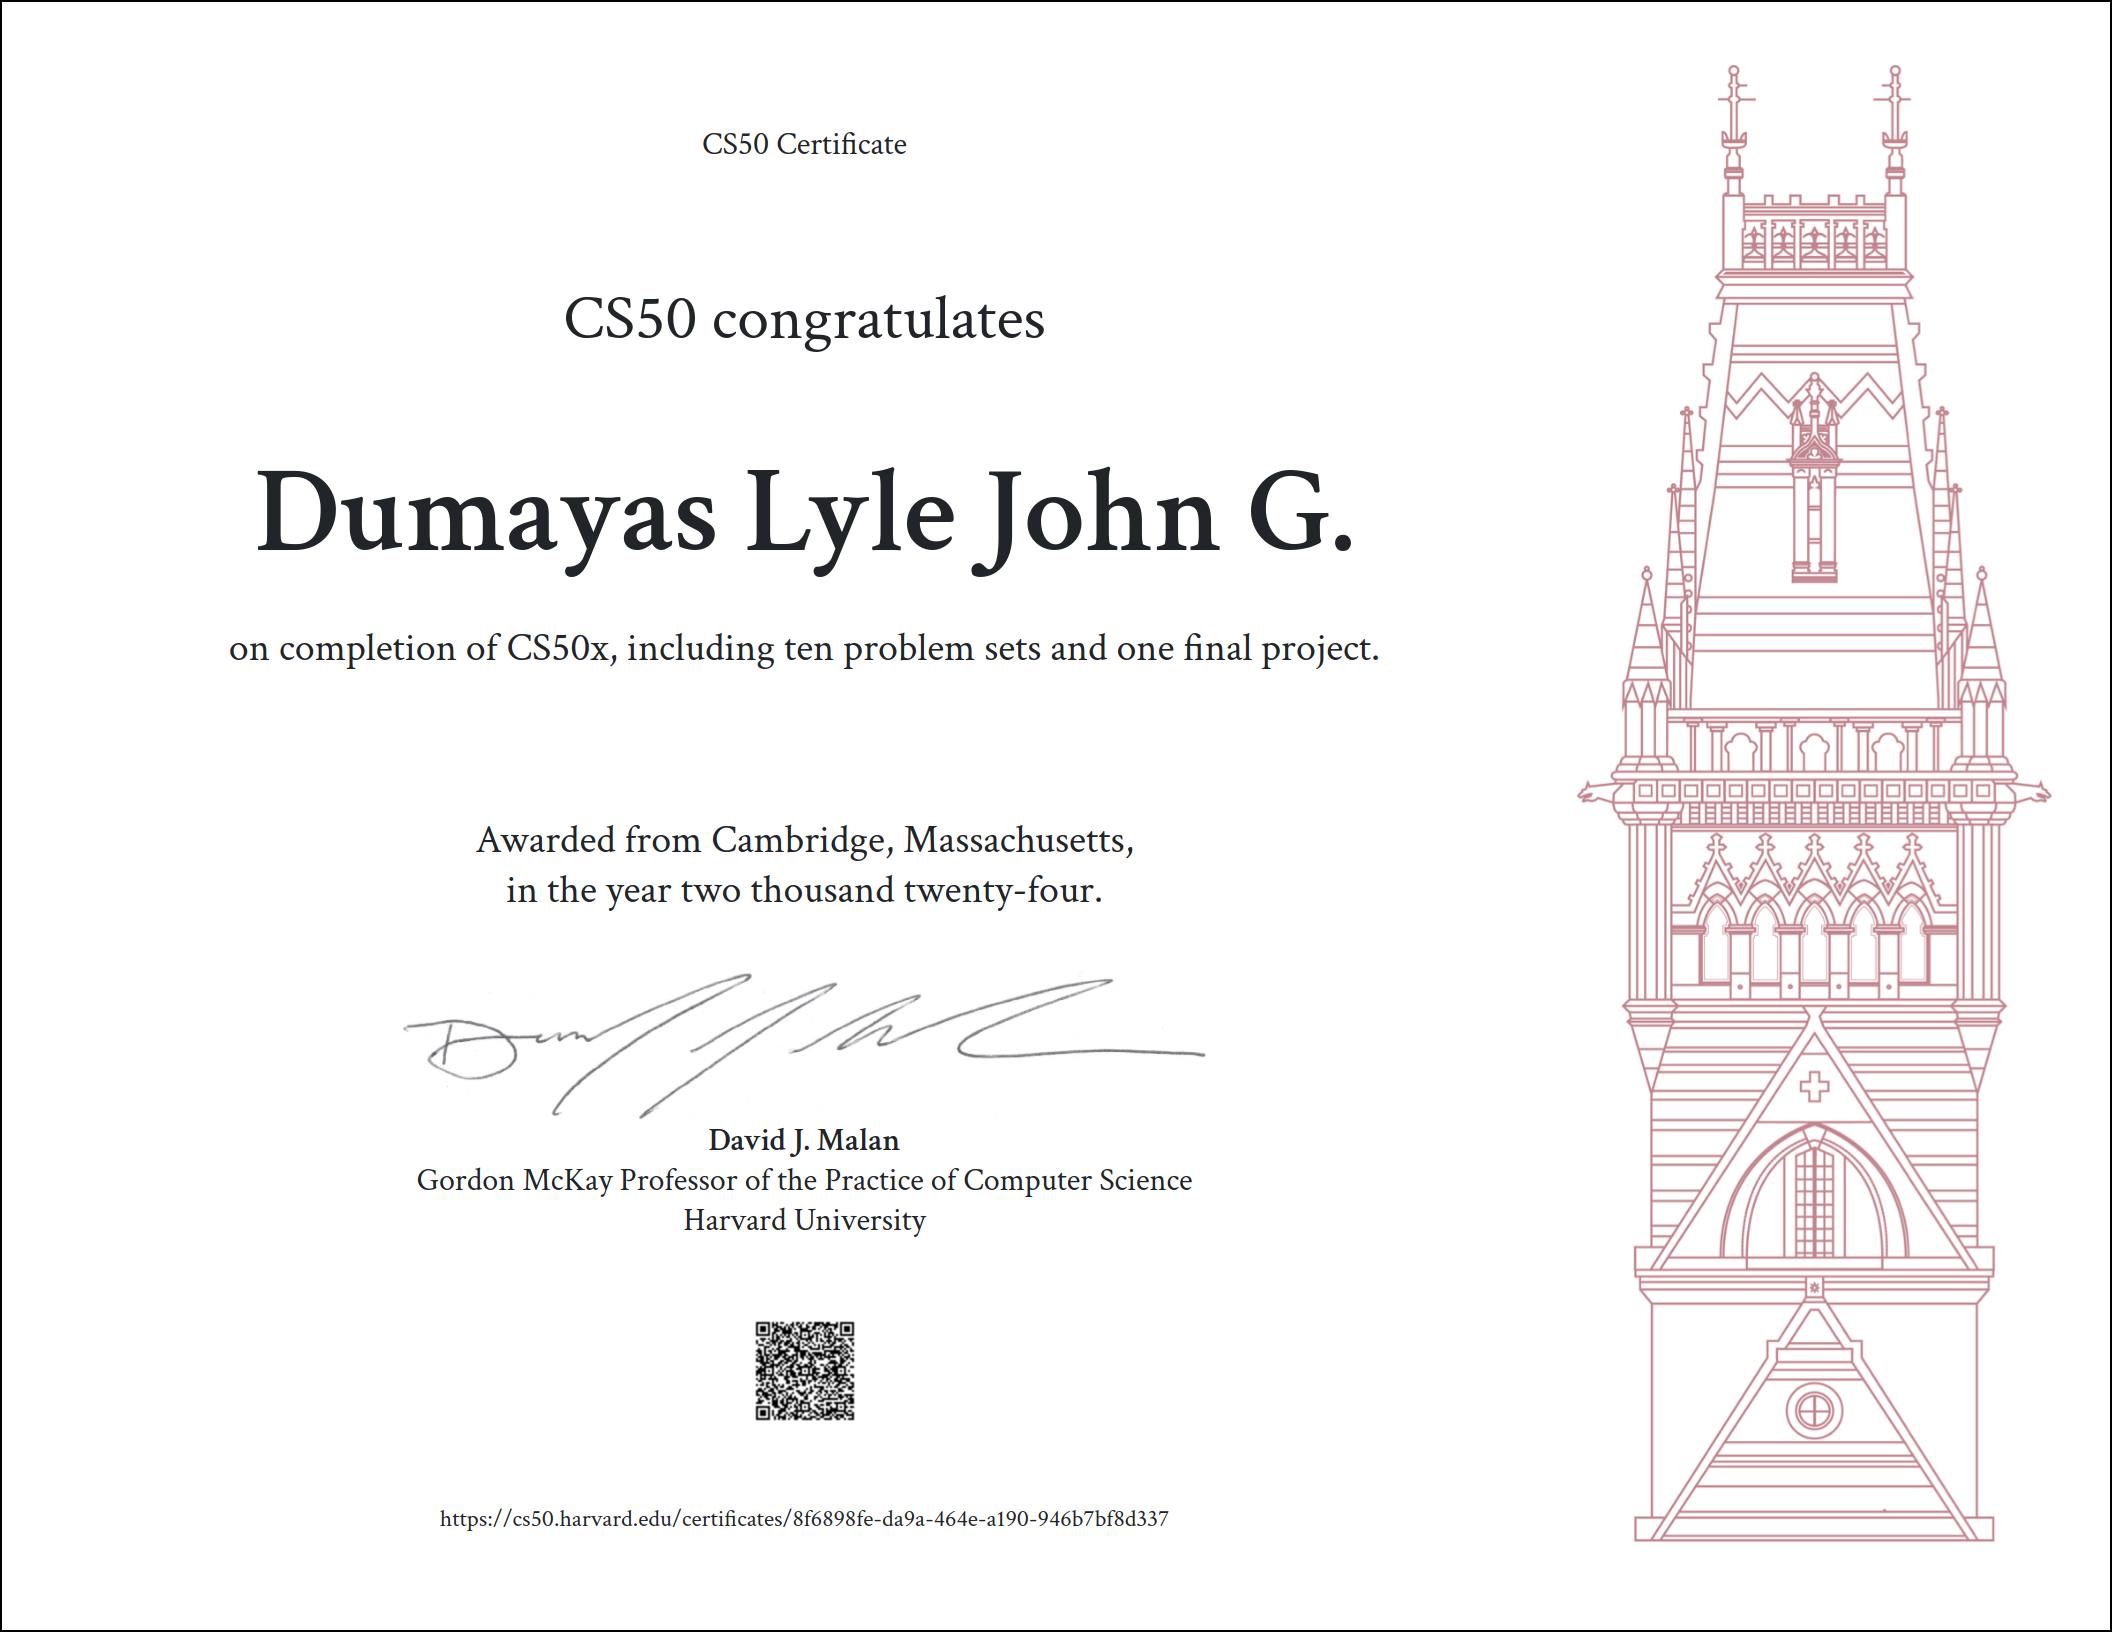 CS50 Certificate
CS50 congratulates
Dumayas Lyle John G.
on completion of CS50x, including ten problem sets and one final project.
Awarded from Cambridge, Massachusetts,
in the year two thousand twenty-four.
David J. Malan
Gordon McKay Professor of the Practice of Computer Science
Harvard University
https://cs50.harvard.edu/certificates/8f6898fe-da9a-464e-a190-946b7bf8d337